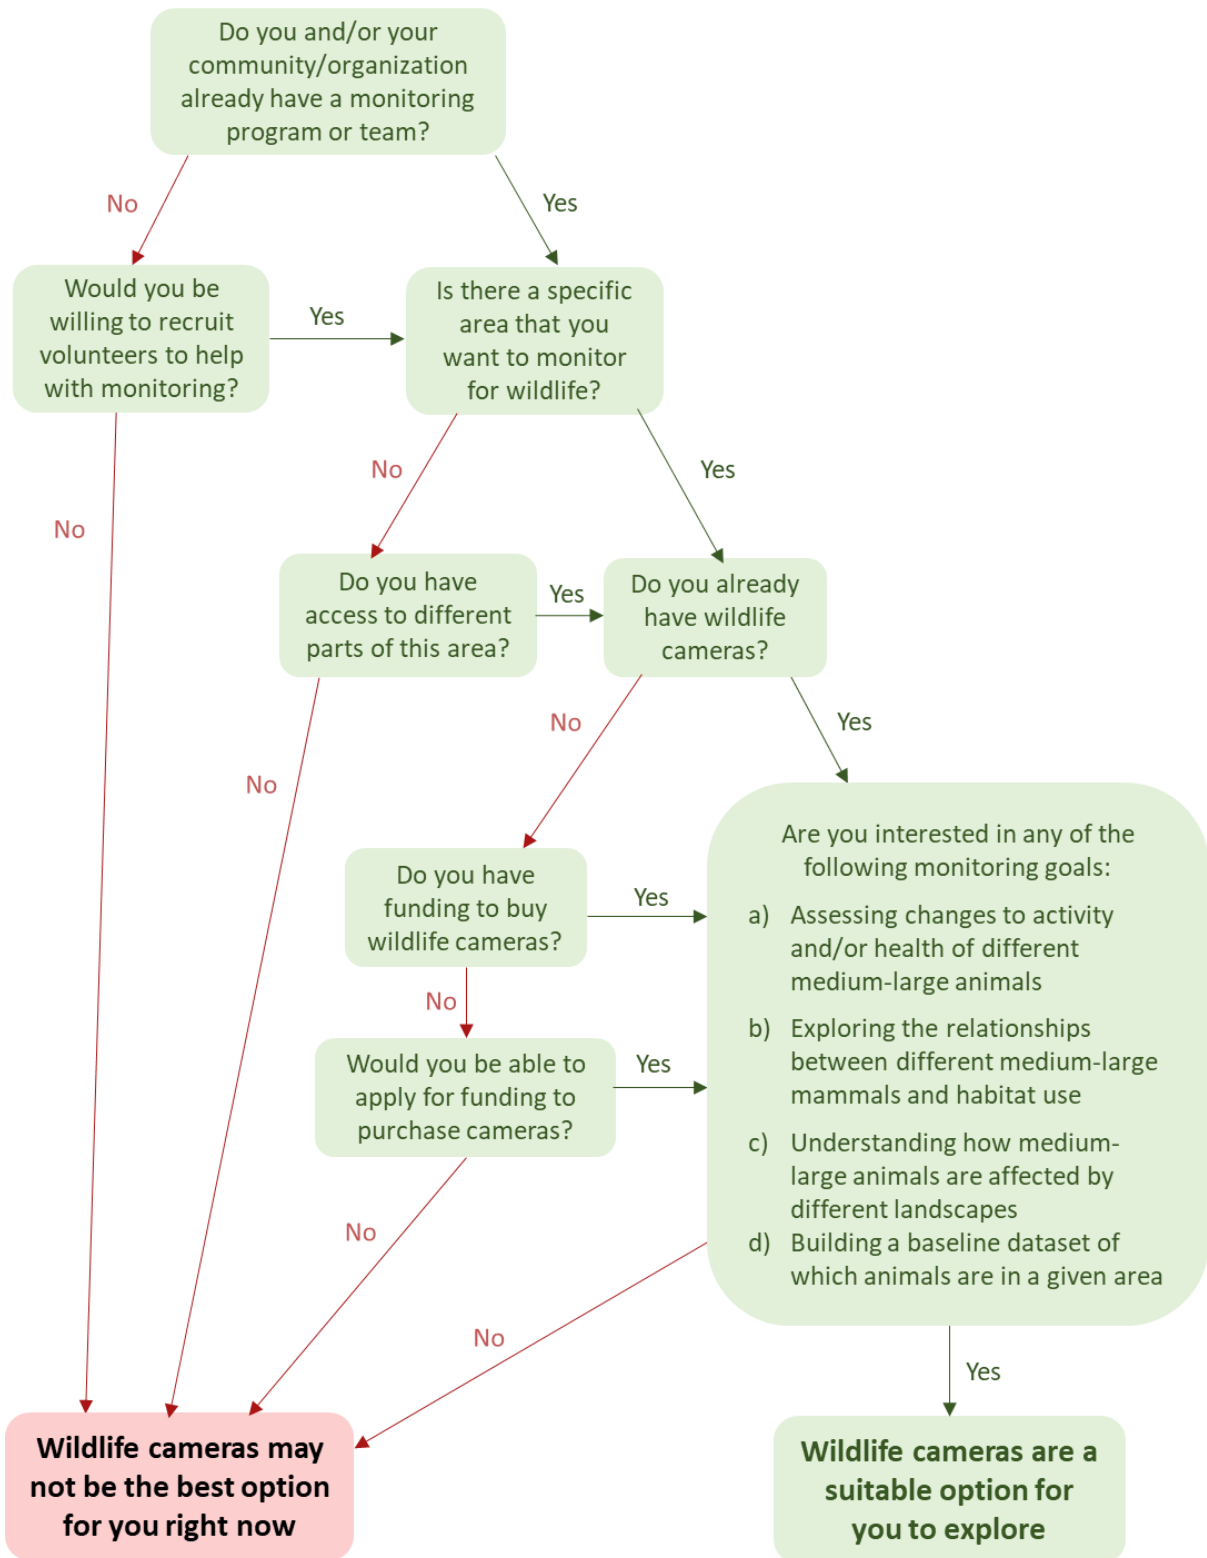 Do you and/or your
community/organization
already have a monitoring
program or team?
No
Yes
Would you be
willing to recruit
volunteers to help
with monitoring?
Yes
Is there a specific
area that you
want to monitor
for wildlife?
No
No
Yes
Do you have
access to different
parts of this area?
Yes
Do you already
have wildlife
cameras?
No
No
Yes
Do you have
funding to buy
wildlife cameras?
Yes
No
Would you be able to
apply for funding to
purchase cameras?
Yes
No
Are you interested in any of the
following monitoring goals:
a) Assessing changes to activity
and/or health of different
medium-large animals
b) Exploring the relationships
between different medium-large
mammals and habitat use
c) Understanding how medium-
large animals are affected by
different landscapes
d) Building a baseline dataset of
which animals are in a given area
No
Yes
Wildlife cameras may
not be the best option
for you right now
Wildlife cameras are a
suitable option for
you to explore